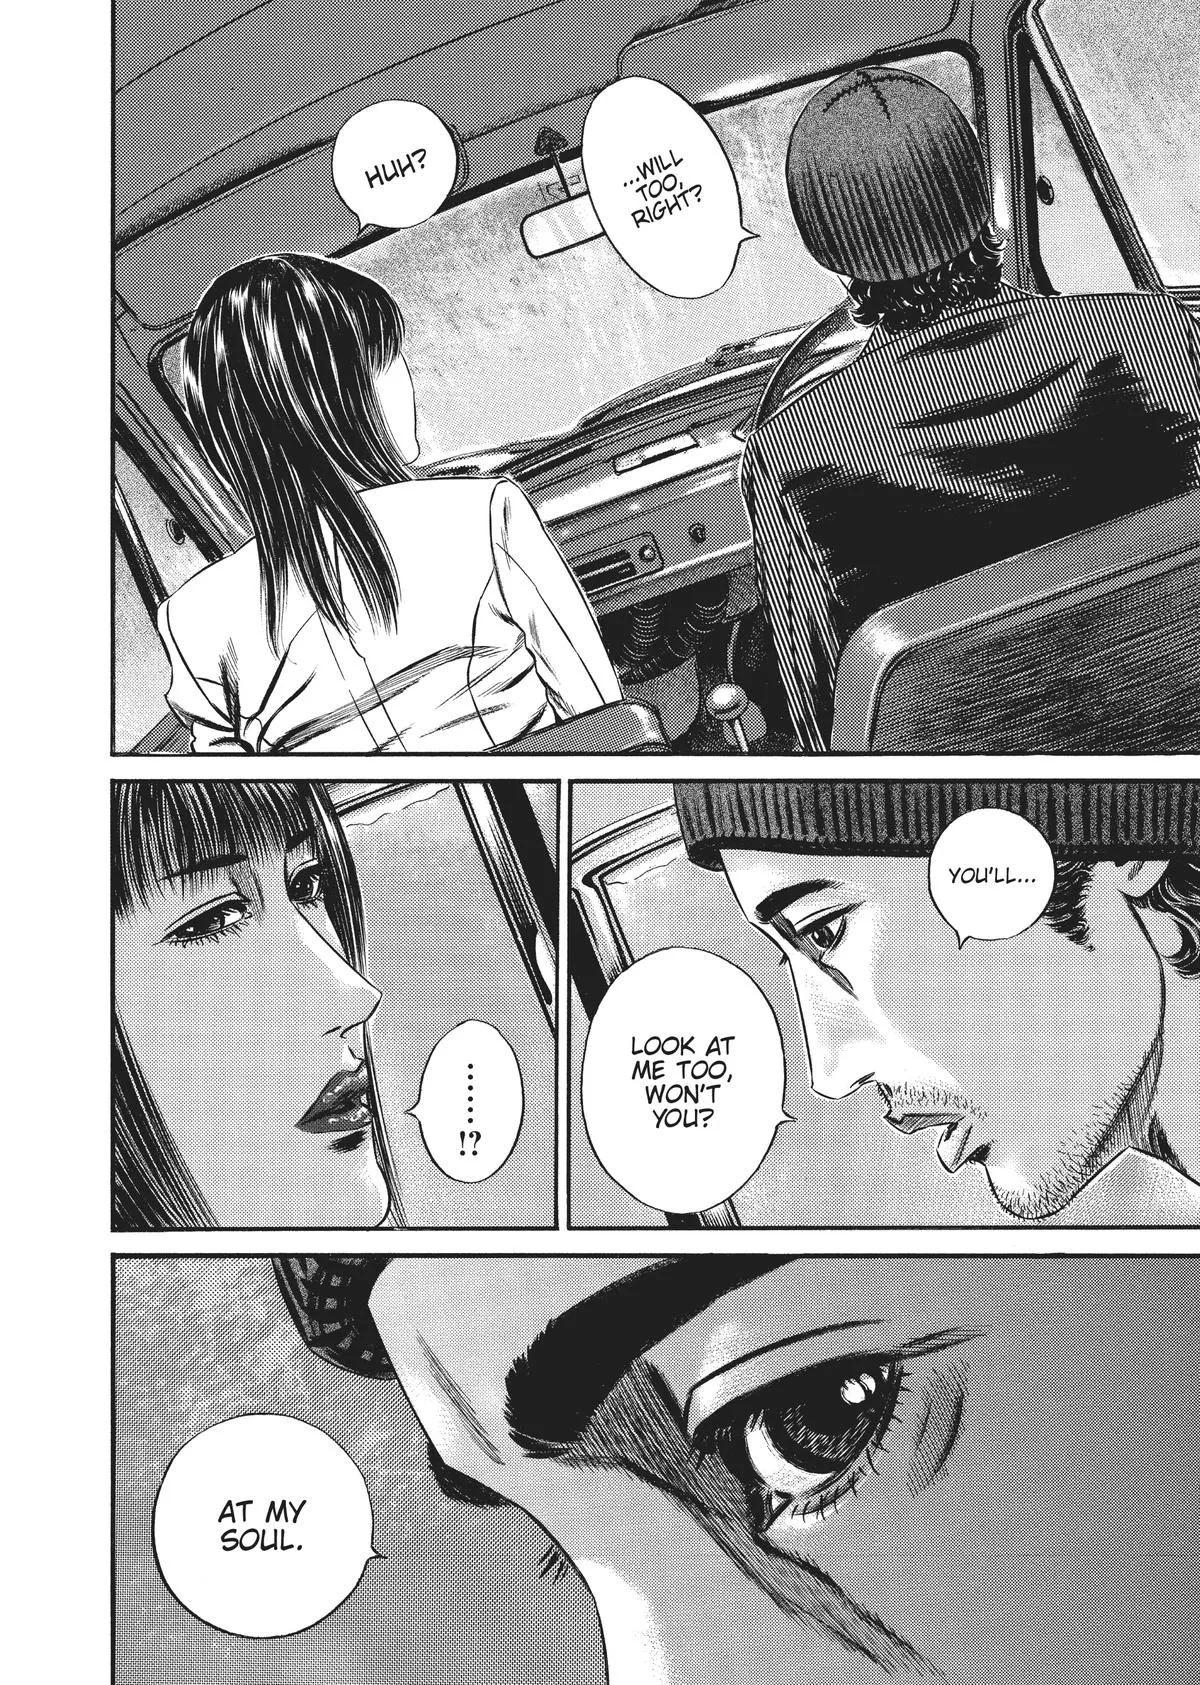 ...WILL
TOO,
RIGHT?
HUH?
YOU'LL...
LOOK AT
ME TOO,
WON'T
YOU?
......
!?
AT MY
SOUL.